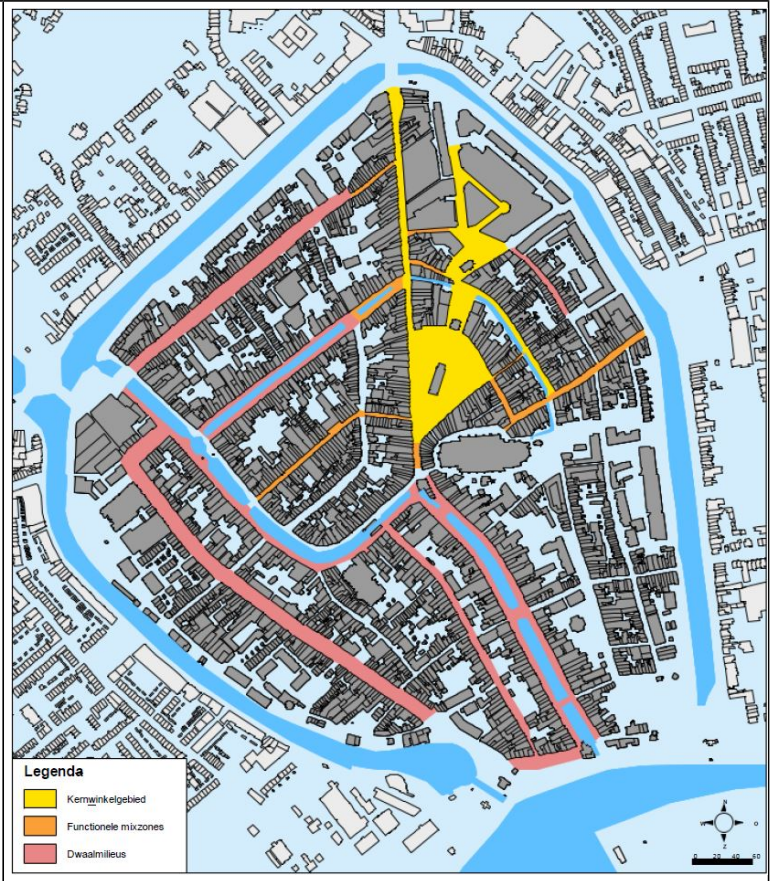 Legenda
Kernwinkelgebied
Functionele mixzones
Dwaalmilieus
N
W
O
Z
0 20 40 60